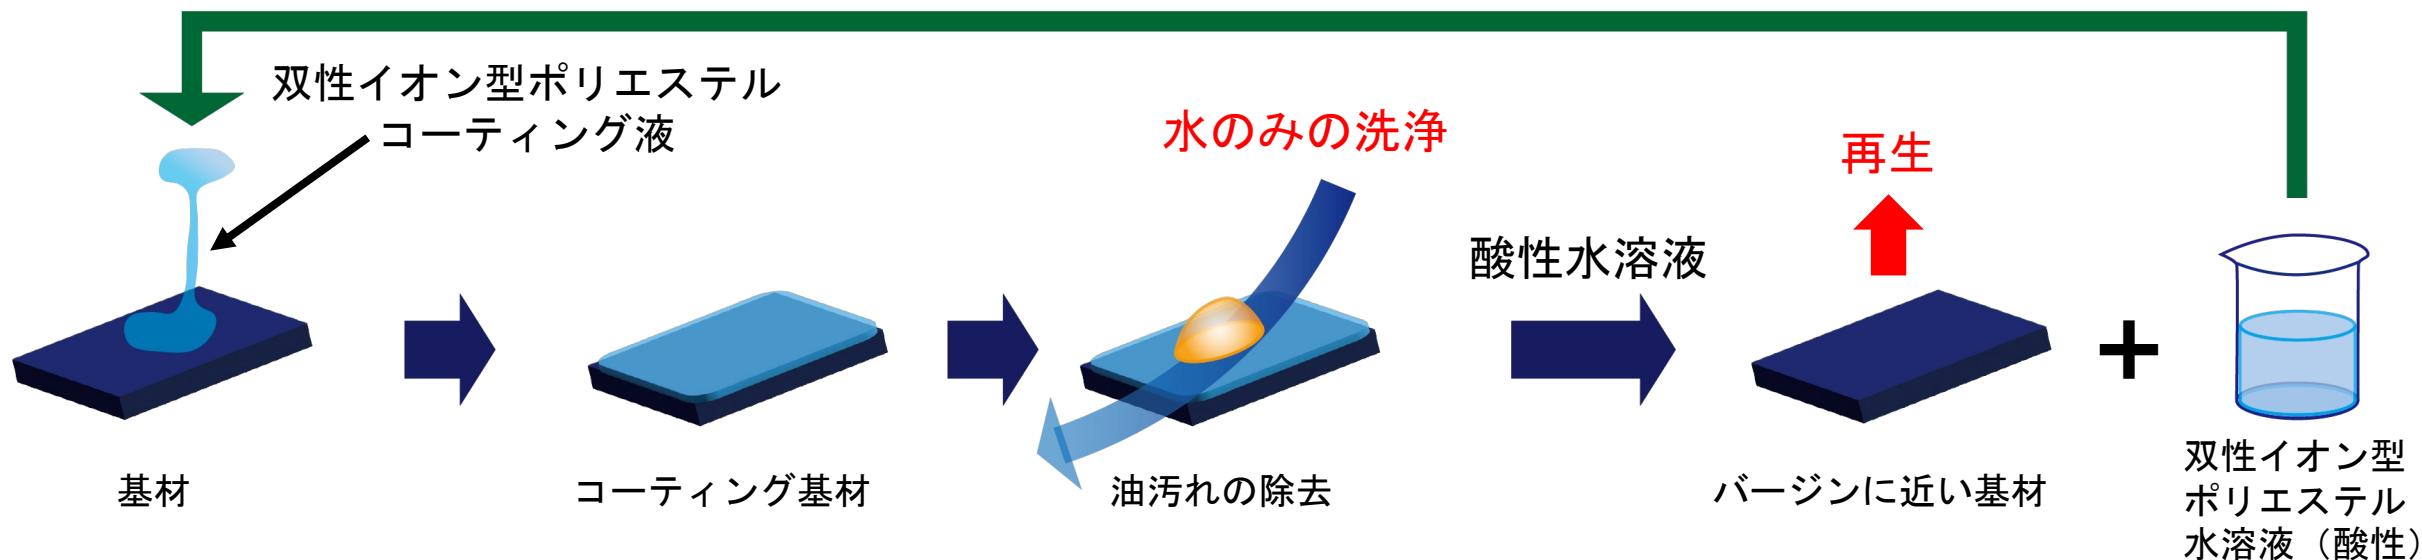 双性イオン型ポリエステル
コーティング液
基材
コーティング基材
水のみの洗浄
油汚れの除去
酸性水溶液
再生
バージンに近い基材
+
双性イオン型
ポリエステル
水溶液（酸性）